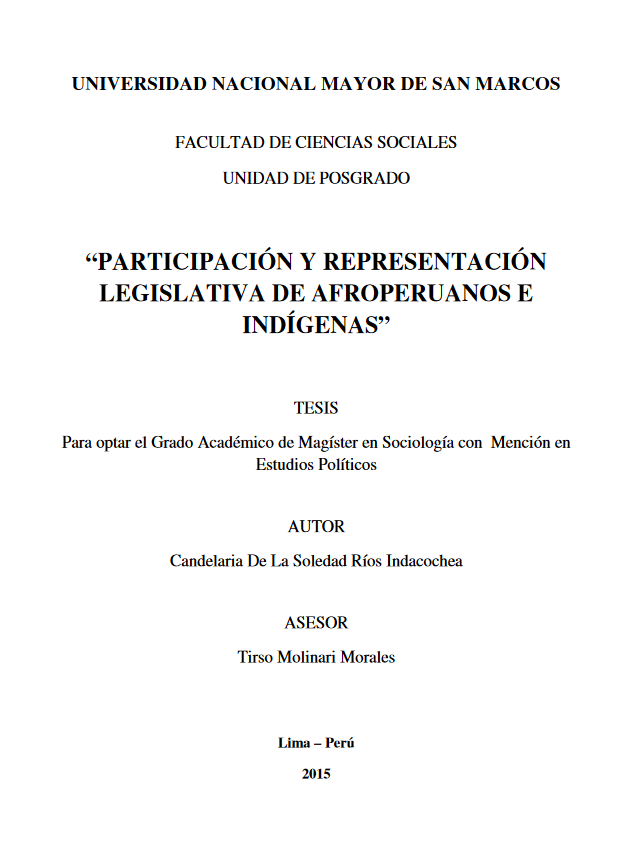 UNIVERSIDAD NACIONAL MAYOR DE SAN MARCOS
FACULTAD DE CIENCIAS SOCIALES
UNIDAD DE POSGRADO
“PARTICIPACIÓN Y REPRESENTACIÓN
LEGISLATIVA DE AFROPERUANOS E
INDÍGENAS”
TESIS
Para optar el Grado Académico de Magíster en Sociología con  Mención en
Estudios Políticos
AUTOR
Candelaria De La Soledad Ríos Indacochea
ASESOR
Tirso Molinari Morales
Lima – Perú
2015